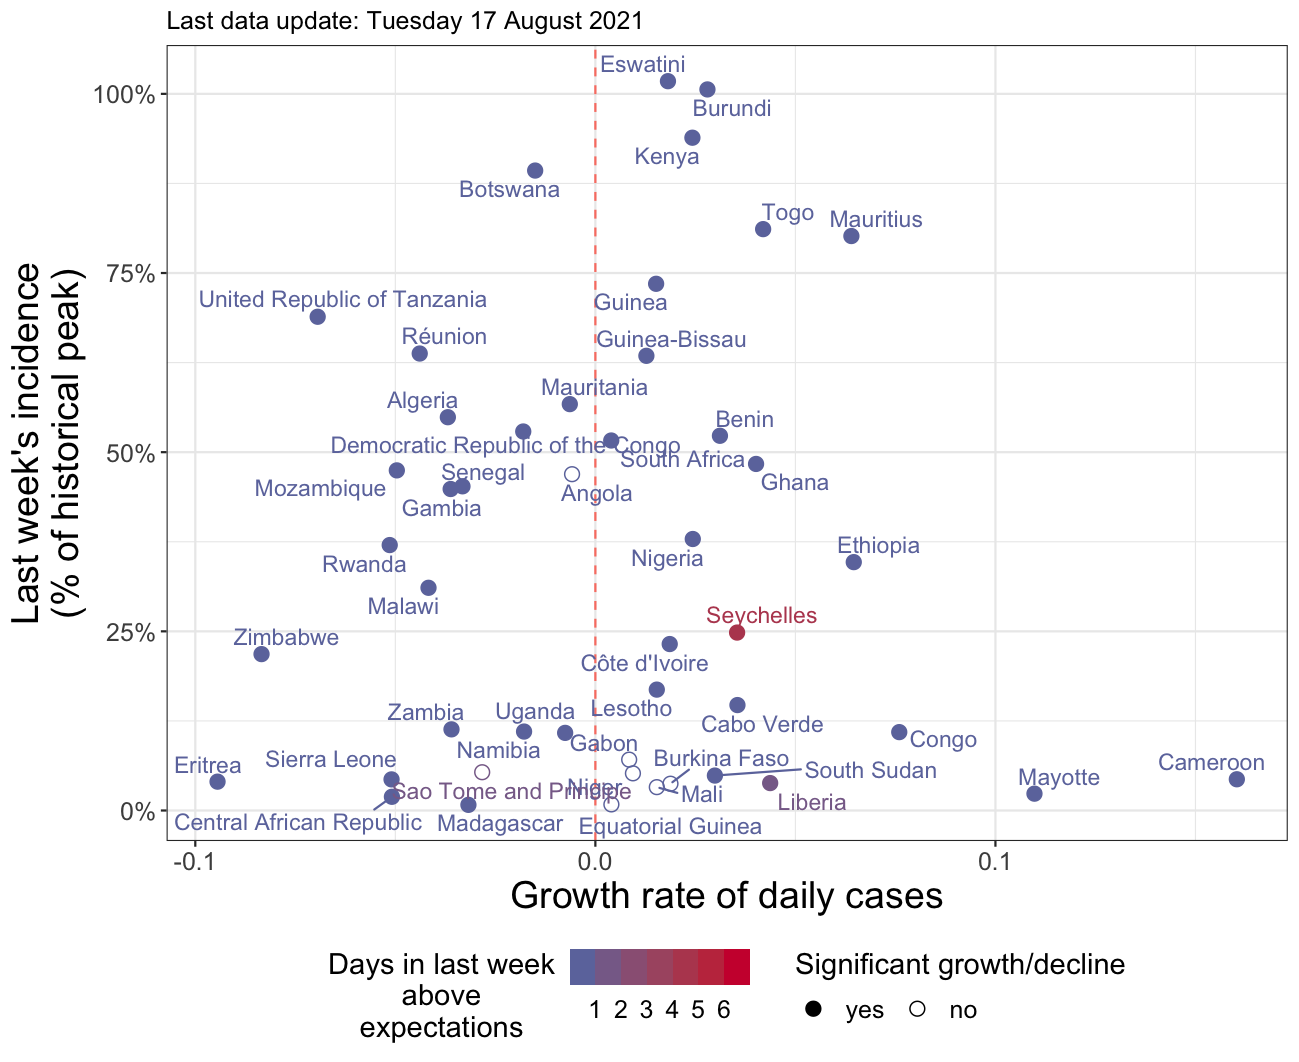 Last data update: Tuesday 17 August 2021
Last week's incidence
(% of historical peak)
100%
75%
50%
25%
0%
Eswatini
Burundi
Kenya
Botswana
Togo
Mauritius
Guinea
United Republic of Tanzania
Réunion
Guinea-Bissau
Mauritania
Algeria
Benin
Democratic Republic of the Congo
South Africa
Senegal
Ghana
Mozambique
Angola
Gambia
Nigeria
Ethiopia
Rwanda
Malawi
Seychelles
Zimbabwe
Côte d'Ivoire
Lesotho
Zambia
Uganda
Cabo Verde
Congo
Namibia
Gabon
Sierra Leone
Burkina Faso
Eritrea
South Sudan
Cameroon
Mayotte
Sao Tome and Principe
Niger
Mali
Liberia
Central African Republic
Madagascar
Equatorial Guinea
-0.1
0.0
0.1
Growth rate of daily cases
Days in last week
above
expectations
1 2 3 4 5 6
Significant growth/decline
yes
no